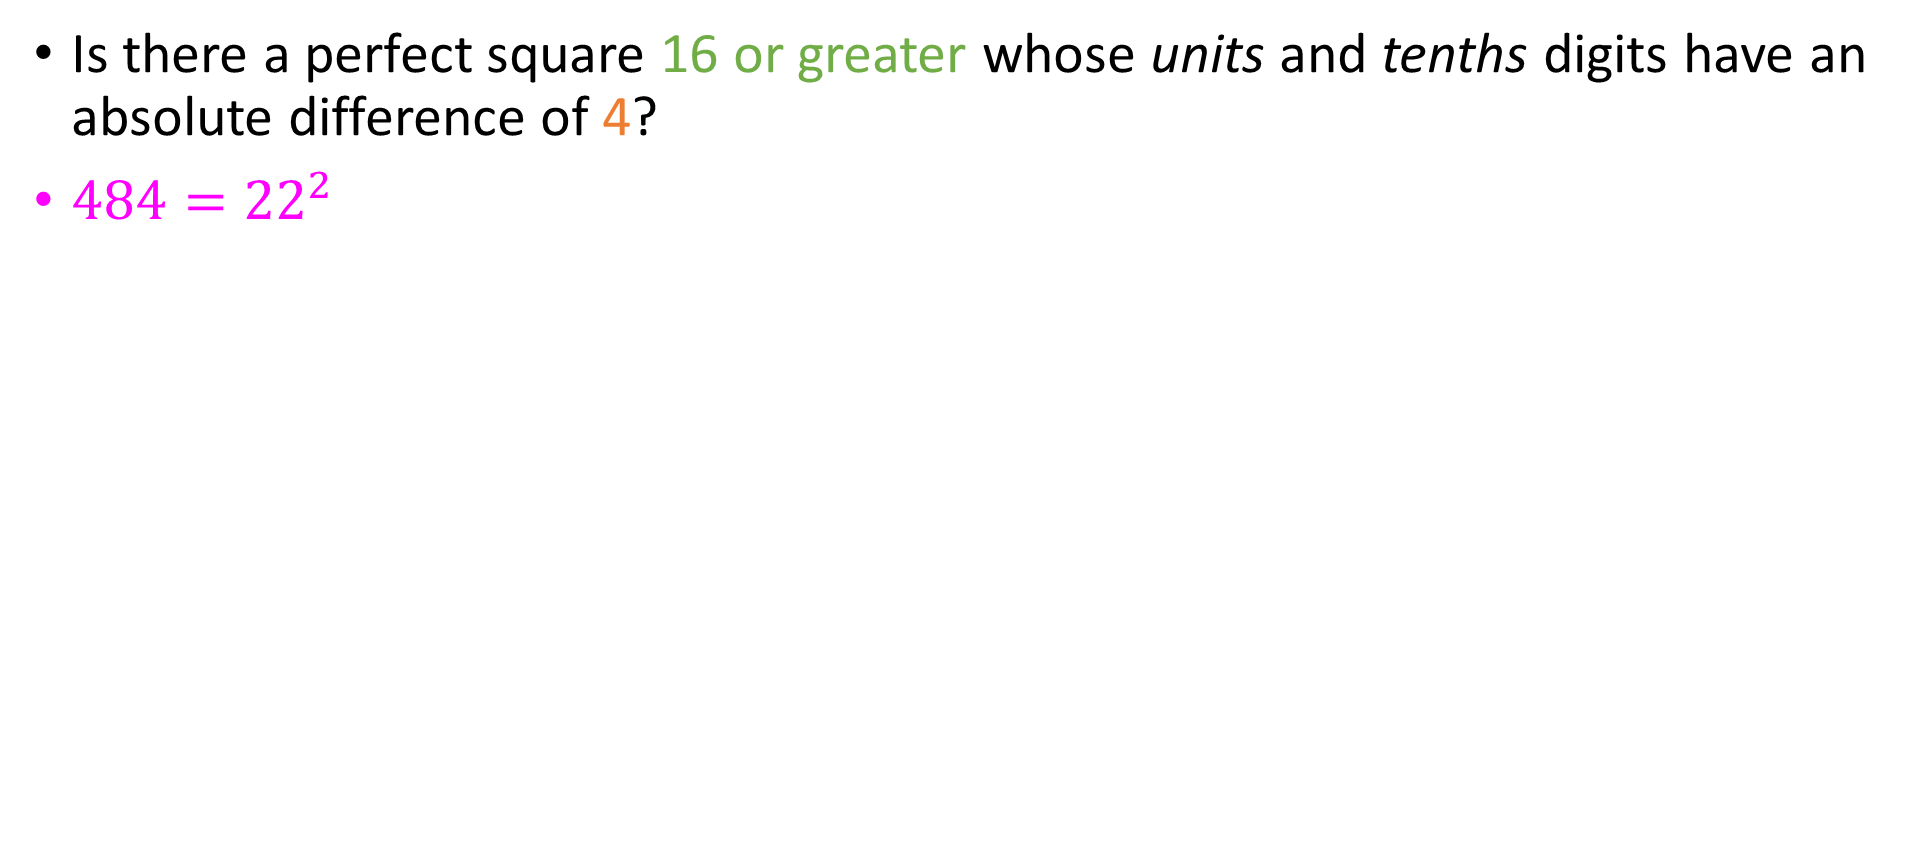 • Is there a perfect square 16 or greater whose units and tenths digits have an
absolute difference of 4?
• 484 = 22²